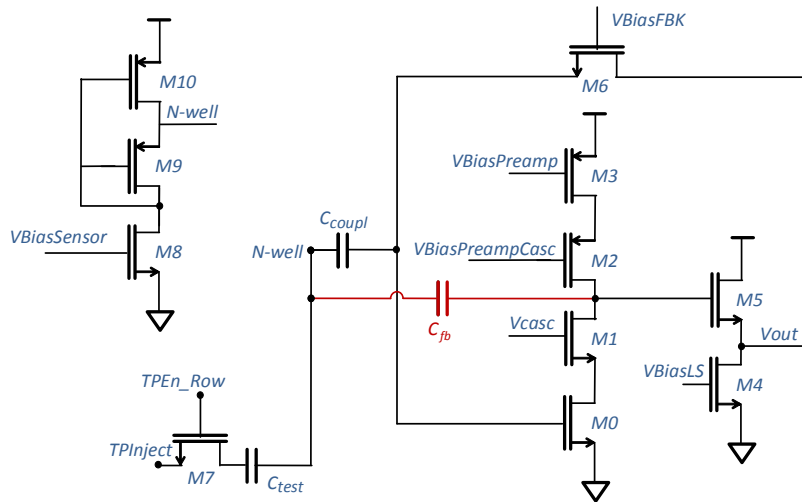 VBiasFBK
M10
M6
N-well
M9
VBiasPreamp
M3
C_coupl
VBiasSensor
M8
N-well
VBiasPreampCasc
M2
M5
C_fb
Vcasc
M1
Vout
TPEn_Row
VBiasLS
M4
M0
TPInject
M7
C_test